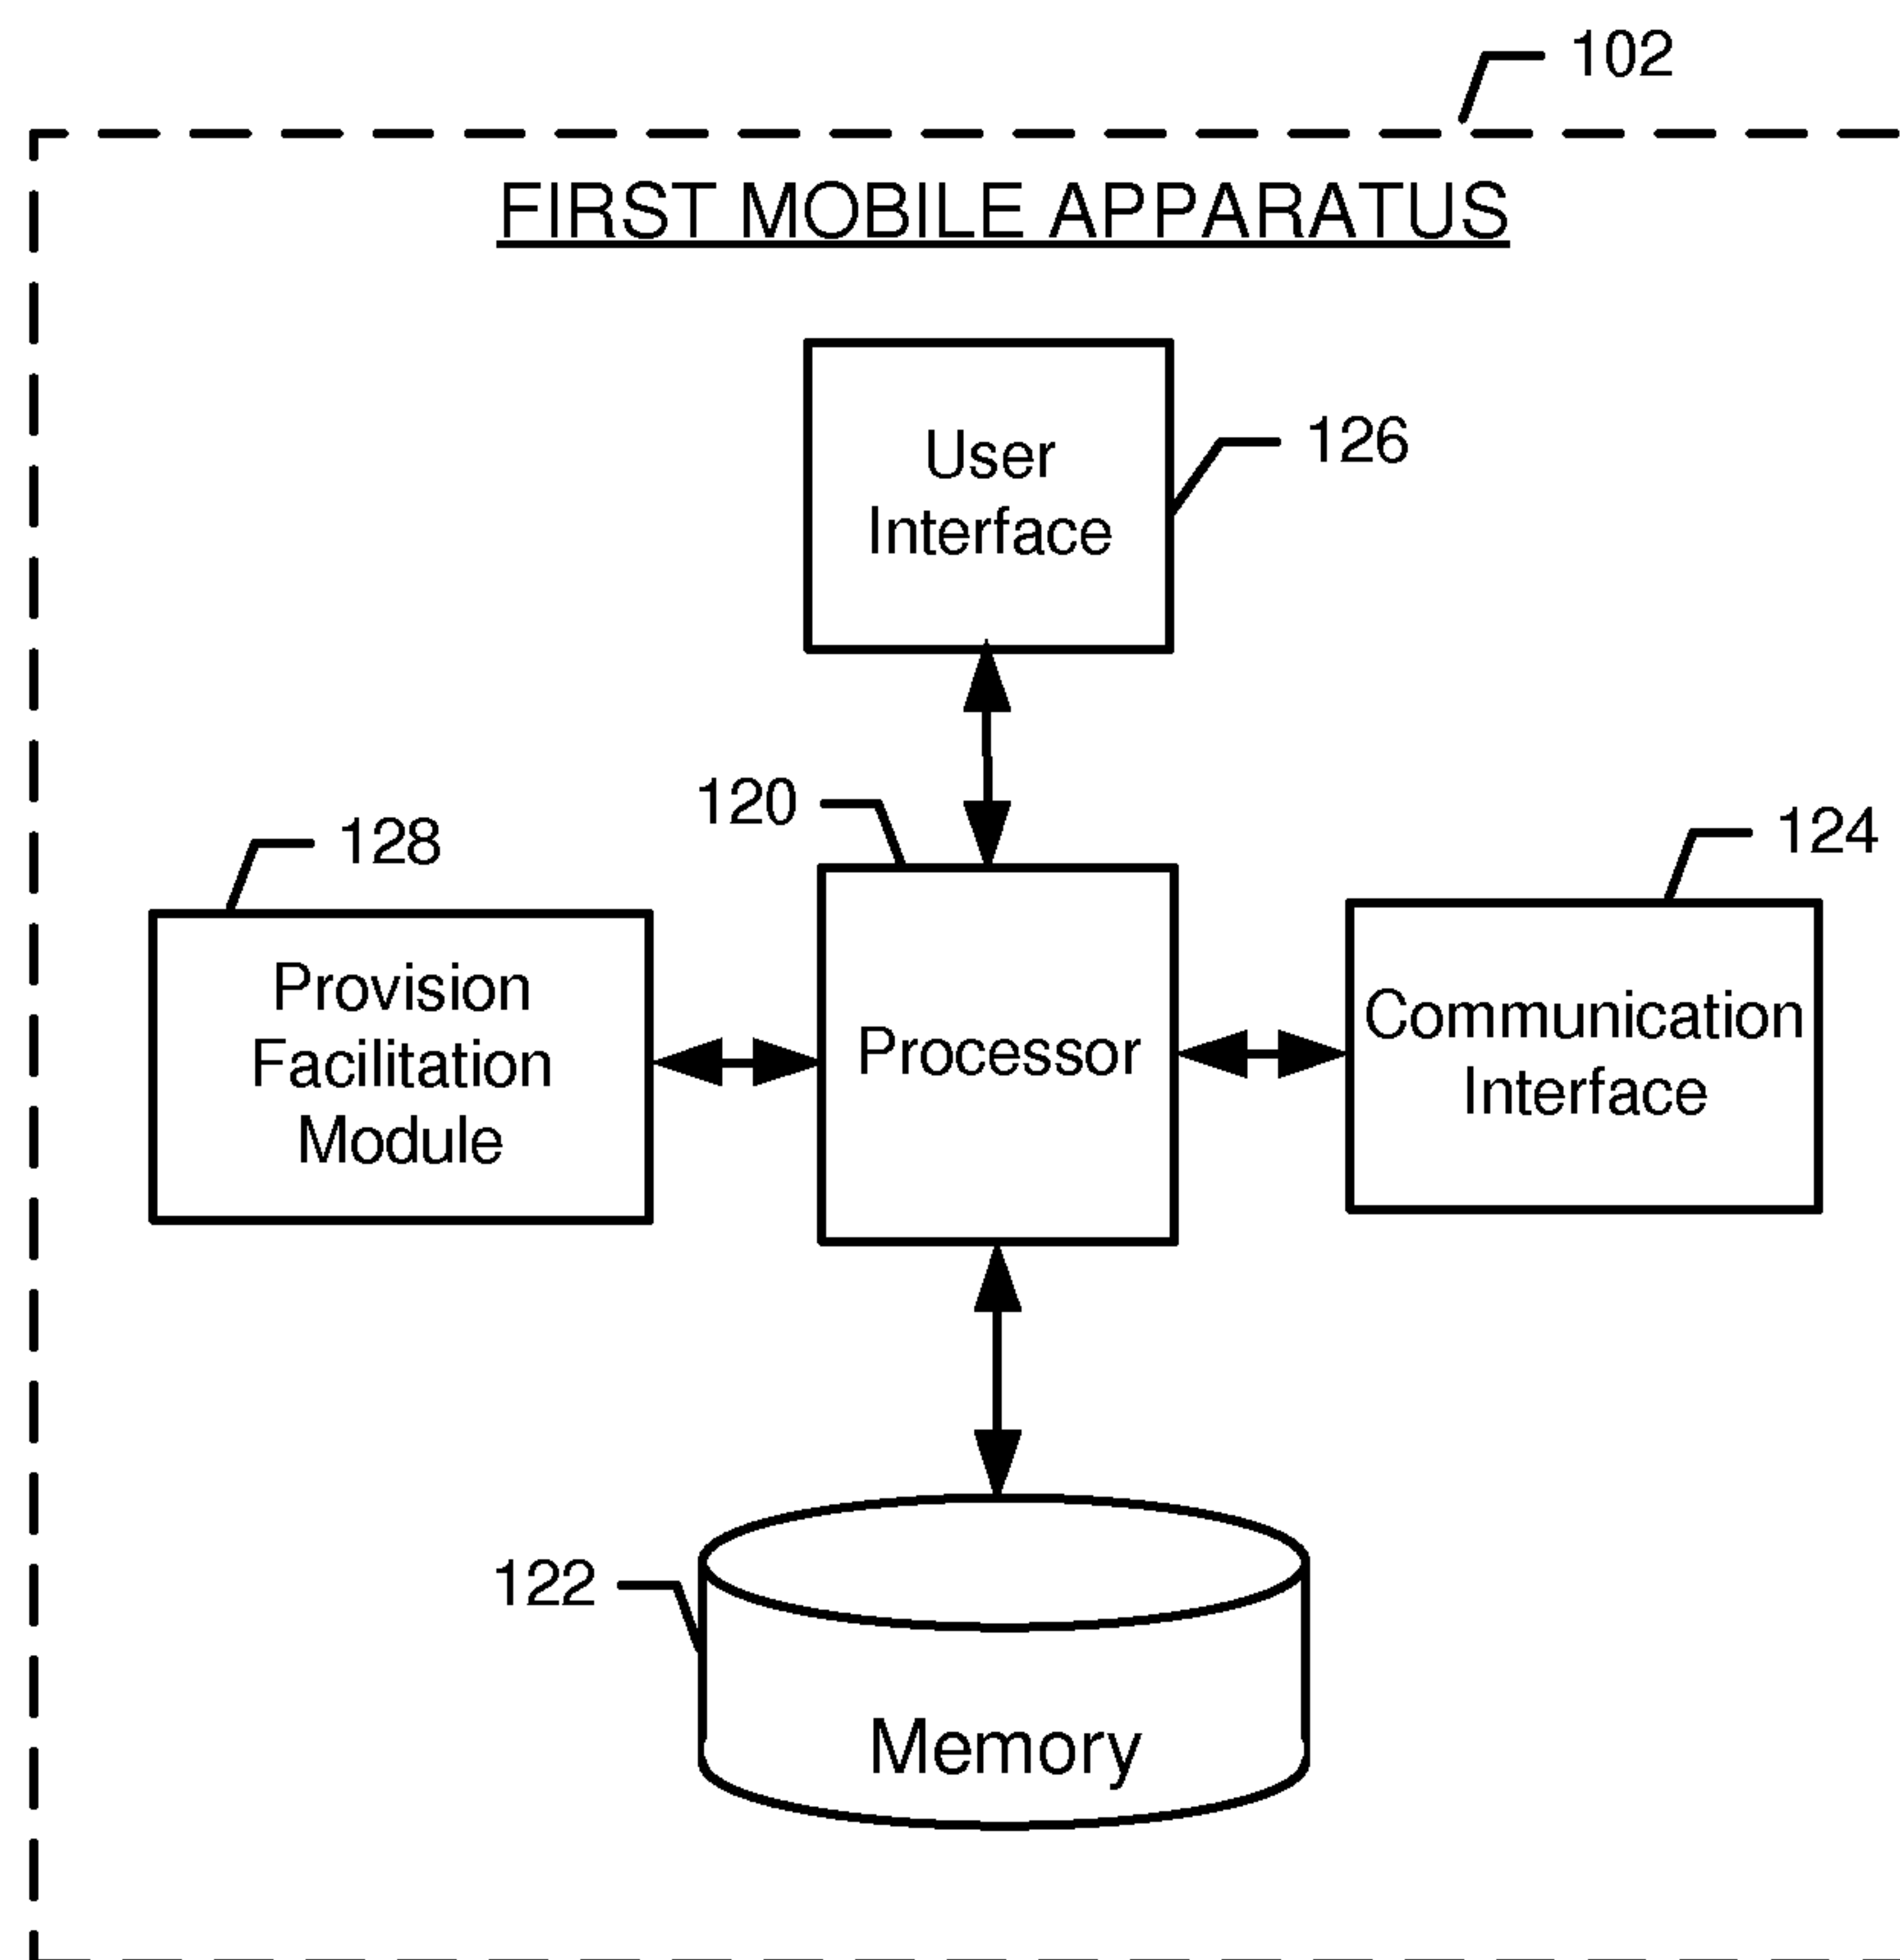 102
FIRST MOBILE APPARATUS
User
Interface
126
120
128
124
Provision
Facilitation
Module
Processor
Communication
Interface
122
Memory